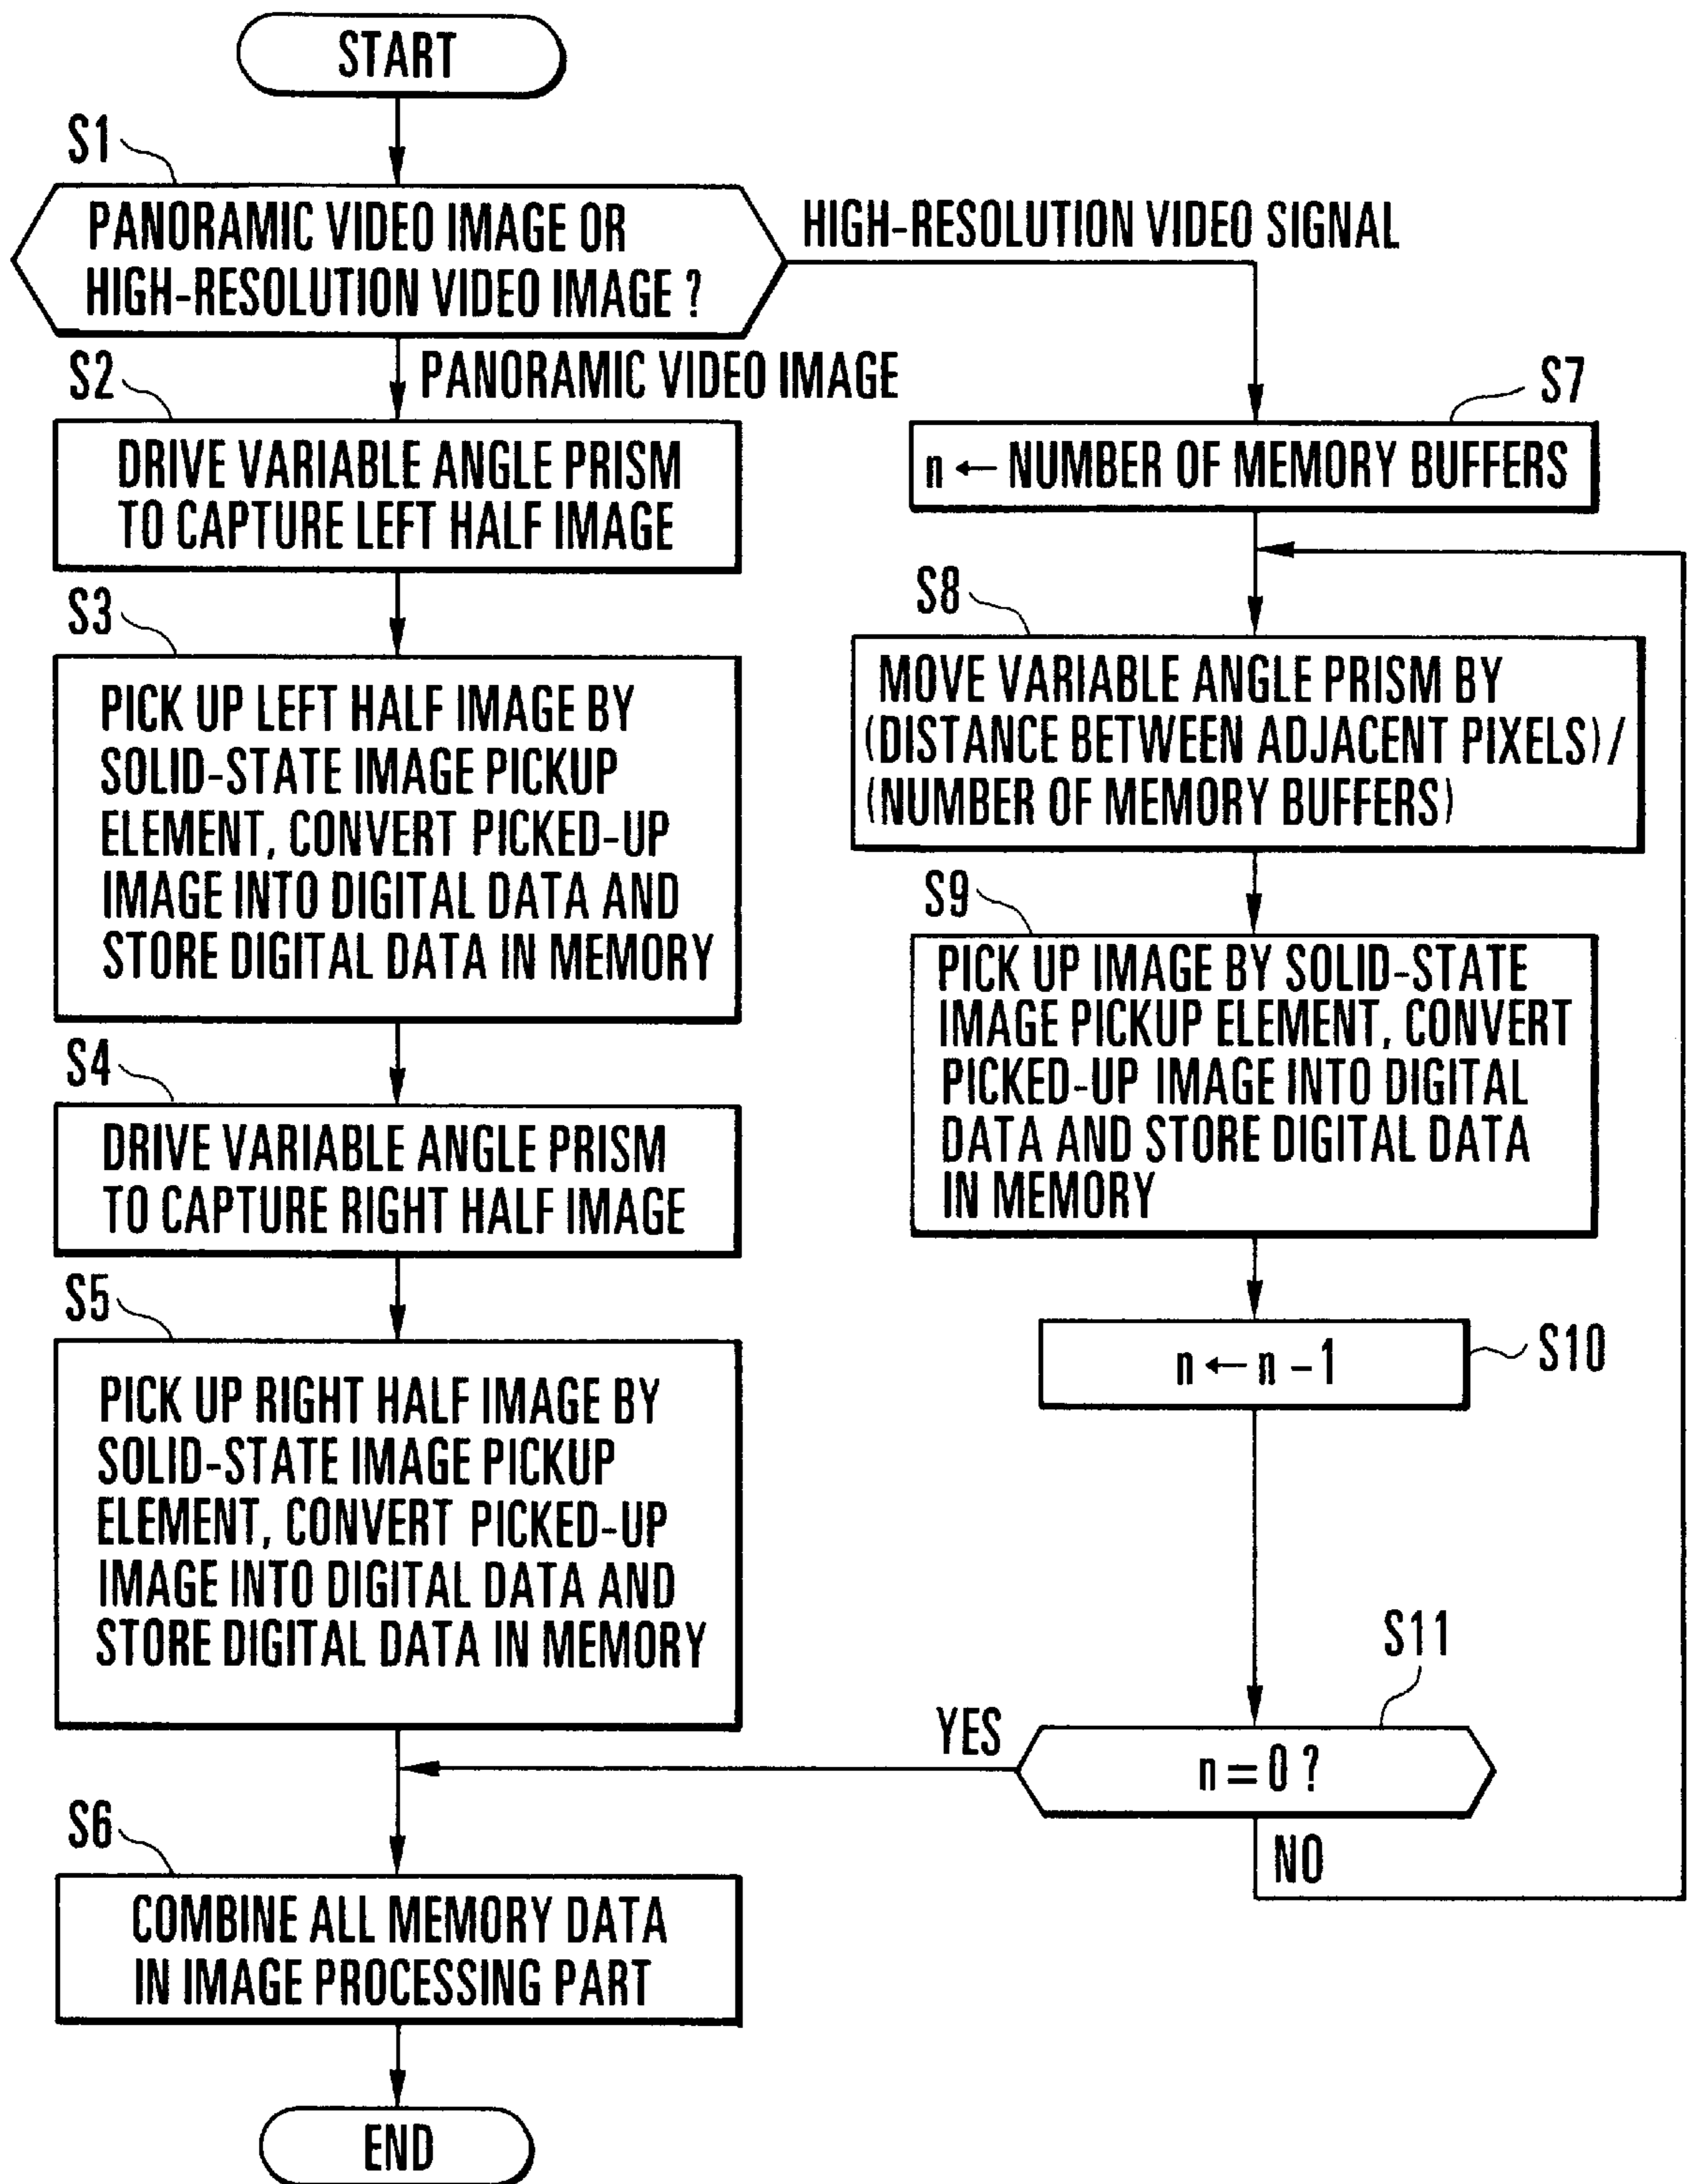 START
S1
PANORAMIC VIDEO IMAGE OR
HIGH-RESOLUTION VIDEO IMAGE ?
HIGH-RESOLUTION VIDEO SIGNAL
PANORAMIC VIDEO IMAGE
S2
DRIVE VARIABLE ANGLE PRISM
TO CAPTURE LEFT HALF IMAGE
S3
PICK UP LEFT HALF IMAGE BY
SOLID-STATE IMAGE PICKUP
ELEMENT, CONVERT PICKED-UP
IMAGE INTO DIGITAL DATA AND
STORE DIGITAL DATA IN MEMORY
S4
DRIVE VARIABLE ANGLE PRISM
TO CAPTURE RIGHT HALF IMAGE
S5
PICK UP RIGHT HALF IMAGE BY
SOLID-STATE IMAGE PICKUP
ELEMENT, CONVERT PICKED-UP
IMAGE INTO DIGITAL DATA AND
STORE DIGITAL DATA IN MEMORY
S6
COMBINE ALL MEMORY DATA
IN IMAGE PROCESSING PART
END
S7
n ← NUMBER OF MEMORY BUFFERS
S8
MOVE VARIABLE ANGLE PRISM BY
(DISTANCE BETWEEN ADJACENT PIXELS) /
(NUMBER OF MEMORY BUFFERS)
S9
PICK UP IMAGE BY SOLID-STATE
IMAGE PICKUP ELEMENT, CONVERT
PICKED-UP IMAGE INTO DIGITAL
DATA AND STORE DIGITAL DATA
IN MEMORY
n ← n - 1
S10
S11
n = 0 ?
YES
NO